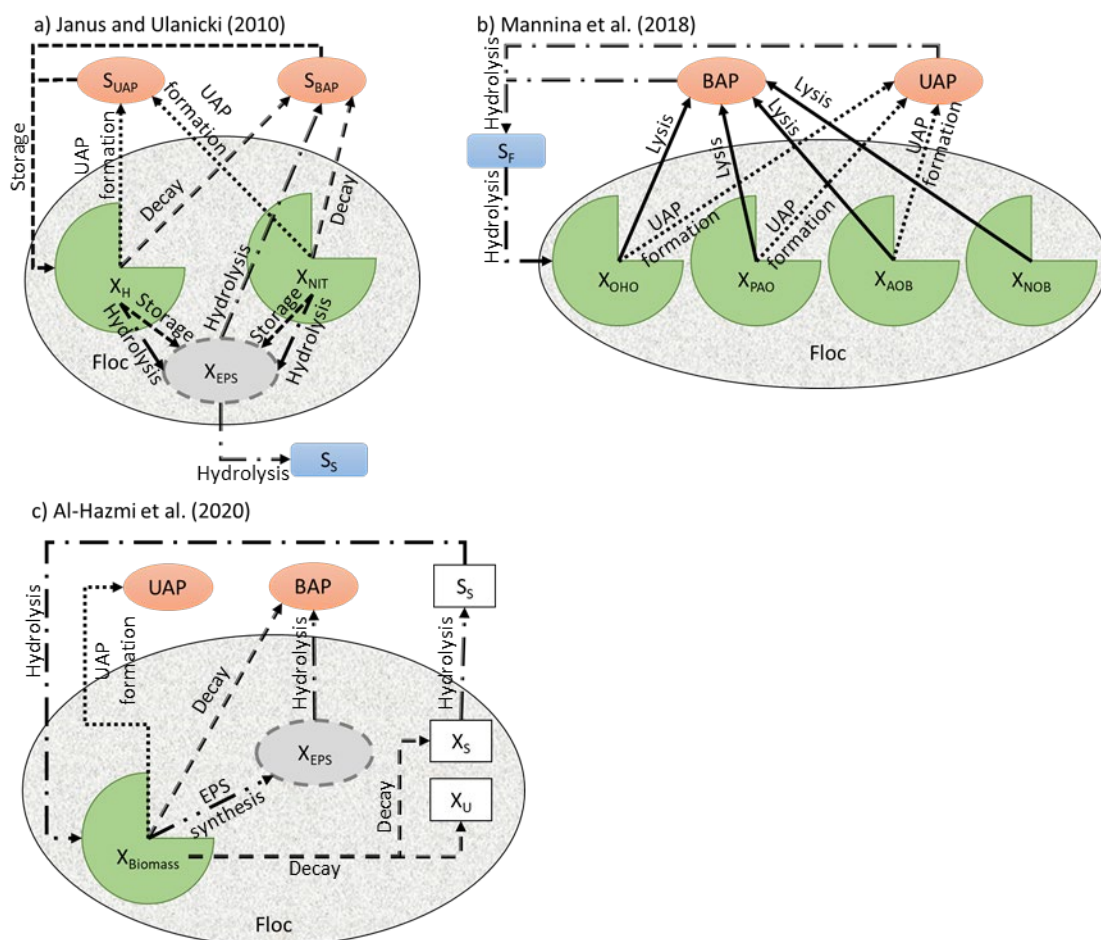 a) Janus and Ulanicki (2010)
S_UAP
S_BAP
UAP
formation
Storage
UAP
formation
Decay
Decay
Hydrolysis
X_H
X_NIT
Storage
Hydrolysis
Storage
Hydrolysis
Floc
X_EPS
Hydrolysis
S_S
b) Mannina et al. (2018)
BAP
UAP
Hydrolysis
S_F
Hydrolysis
Lysis
Lysis
Lysis
Lysis
UAP
formation
UAP
formation
UAP
formation
X_OHO
X_PAO
X_AOB
X_NOB
Floc
c) Al-Hazmi et al. (2020)
UAP
BAP
S_S
Hydrolysis
UAP
formation
Decay
Hydrolysis
Hydrolysis
X_EPS
X_S
X_U
EPS
synthesis
Decay
X_Biomass
Decay
Floc